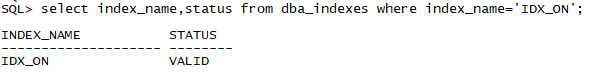 SQL> select index_name,status from dba_indexes where index_name='IDX_ON';
INDEX_NAME STATUS
-------------------- --------
IDX_ON VALID